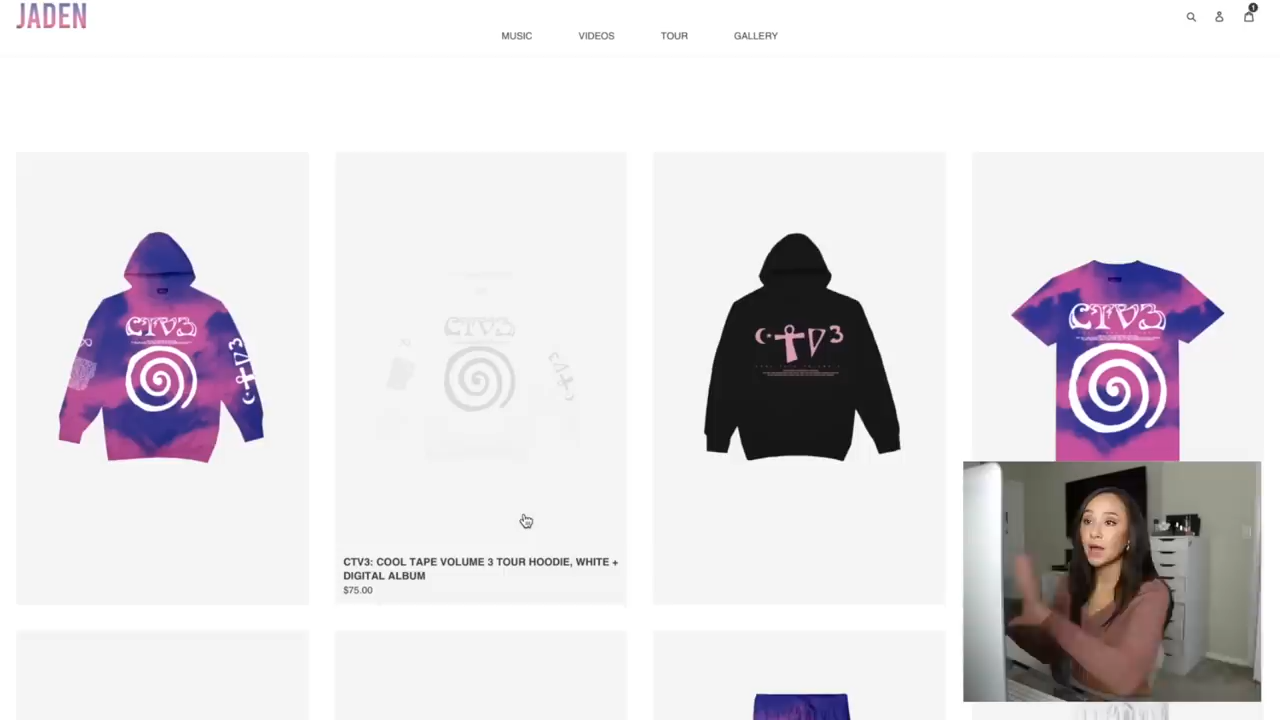 JADEN
1
MUSIC VIDEOS TOUR GALLERY
CTV3
CTV3
CTV3
CTV3: COOL TAPE VOLUME 3 TOUR HOODIE, WHITE +
DIGITAL ALBUM
$75.00